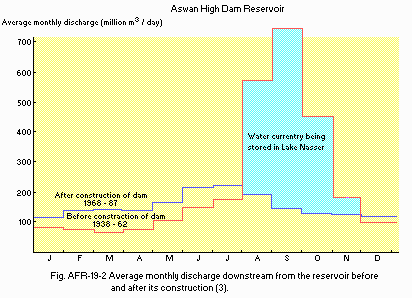 Aswan High Dam Reservoir
Average monthly discharge (million m3 / day)
700
600
500
400
300
200
100
Water currentry being
stored in Lake Nasser
After construction of dam
1968 - 87
Before constraction of dam
1938 - 62
J F M A M J J A S O N D
Fig. AFR-19-2 Average monthly discharge downstream from the reservoir before
and after its construction (3).